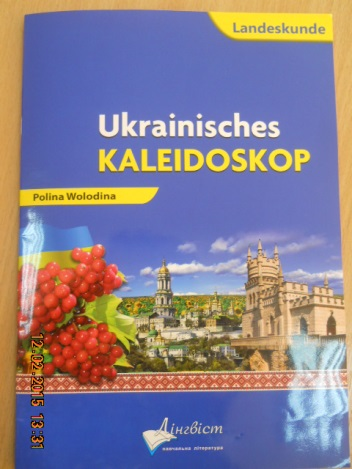 Landeskunde
Ukrainisches
KALEIDOSKOP
Polina Wolodina
12.02.2015 13:31
Лінгвіст
навчальна література